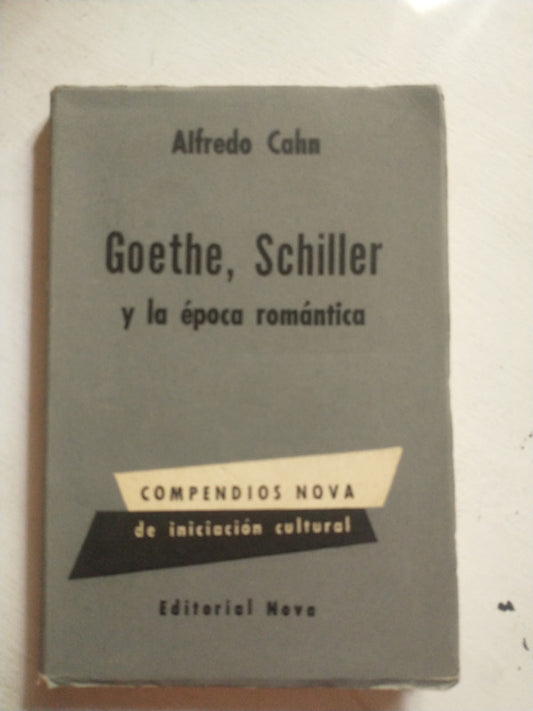 Alfredo Cahn
Goethe, Schiller
y la época romántica
COMPENDIOS NOVA
de iniciación cultural
Editorial Nova